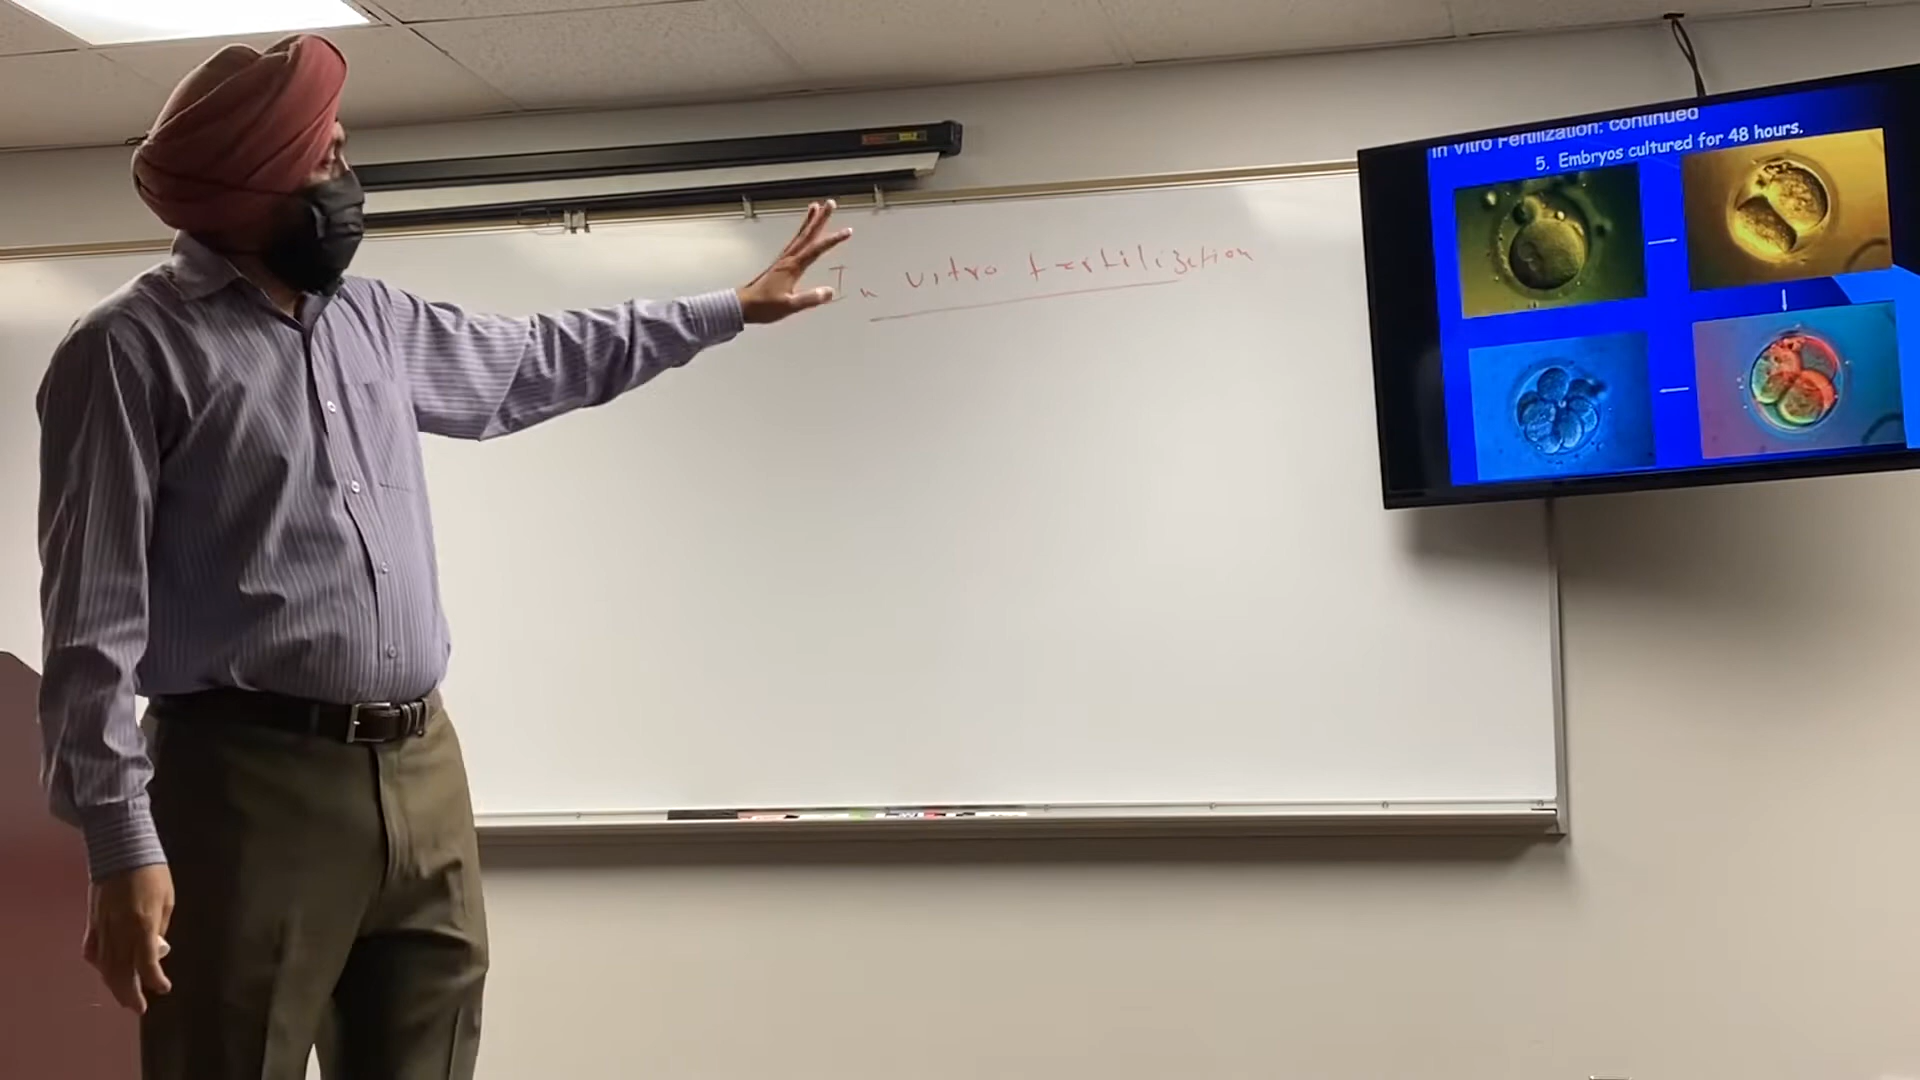 In vitro fertilization
In Vitro Fertilization: continued
5. Embryos cultured for 48 hours.